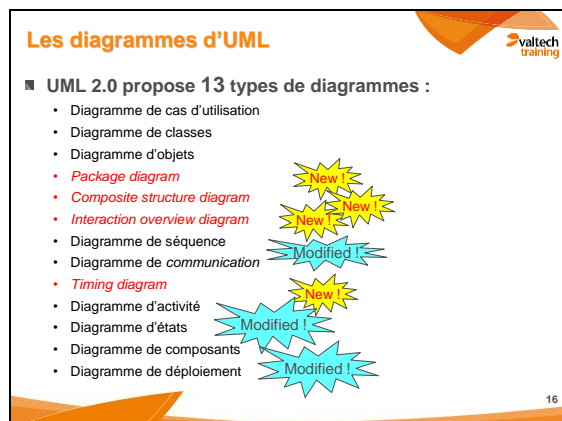 Les diagrammes d'UML
valtech
training
UML 2.0 propose 13 types de diagrammes :
• Diagramme de cas d'utilisation
• Diagramme de classes
• Diagramme d'objets
• Package diagram
New !
• Composite structure diagram
New !
• Interaction overview diagram
New !
• Diagramme de séquence
• Diagramme de communication
Modified !
• Timing diagram
New !
• Diagramme d'activité
• Diagramme d'états
Modified !
• Diagramme de composants
• Diagramme de déploiement
Modified !
16